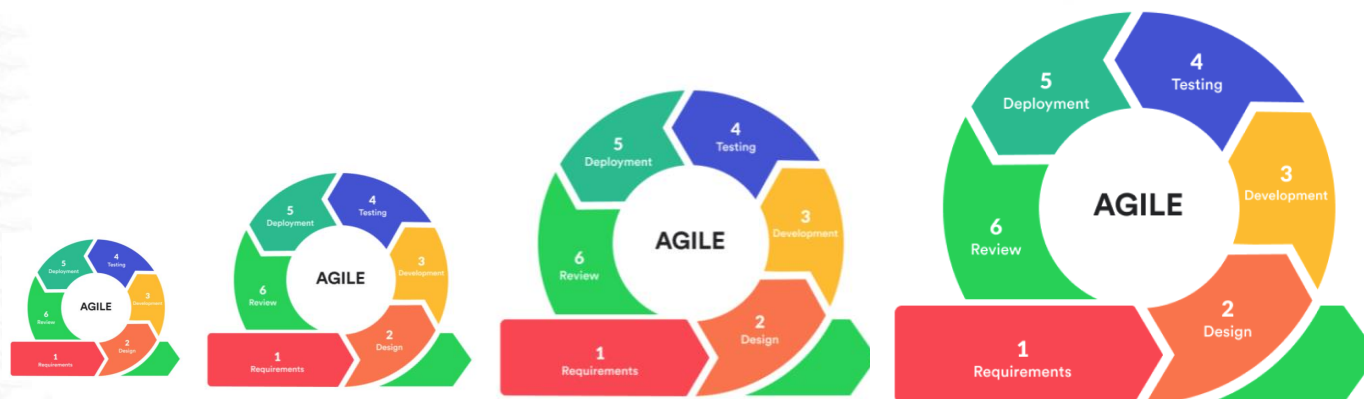 5
Deployment
4
Testing
3
Development
AGILE
6
Review
2
Design
1
Requirements
5
Deployment
4
Testing
3
Development
AGILE
6
Review
2
Design
1
Requirements
5
Deployment
4
Testing
3
Development
AGILE
6
Review
2
Design
1
Requirements
5
Deployment
4
Testing
3
Development
AGILE
6
Review
2
Design
1
Requirements